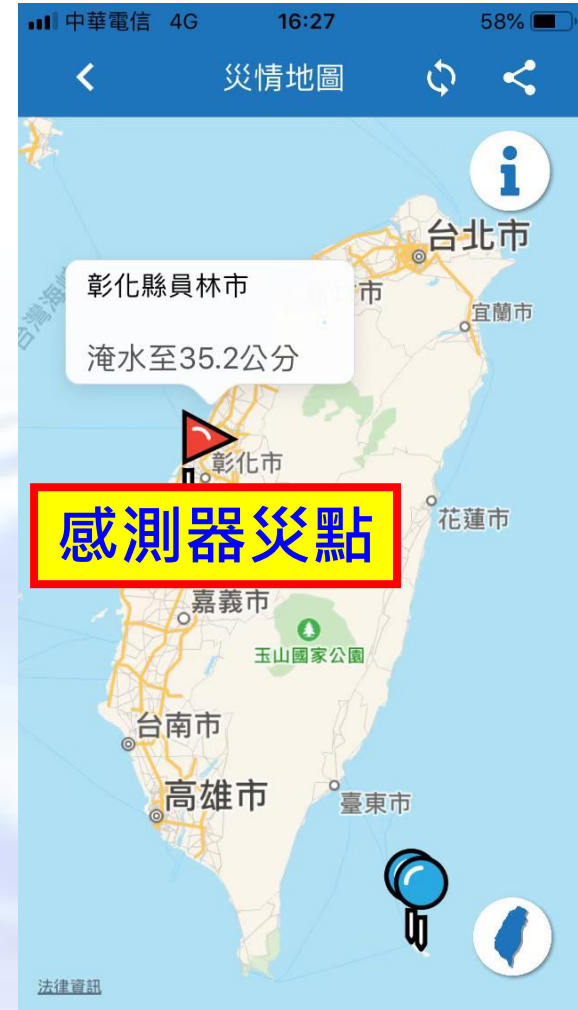 中華電信 4G 16:27 58%
災情地圖
台北市
彰化縣員林市
市
宜蘭市
淹水至35.2公分
彰化市
感測器災點
花蓮市
嘉義市
玉山國家公園
台南市
高雄市
臺東市
法律資訊